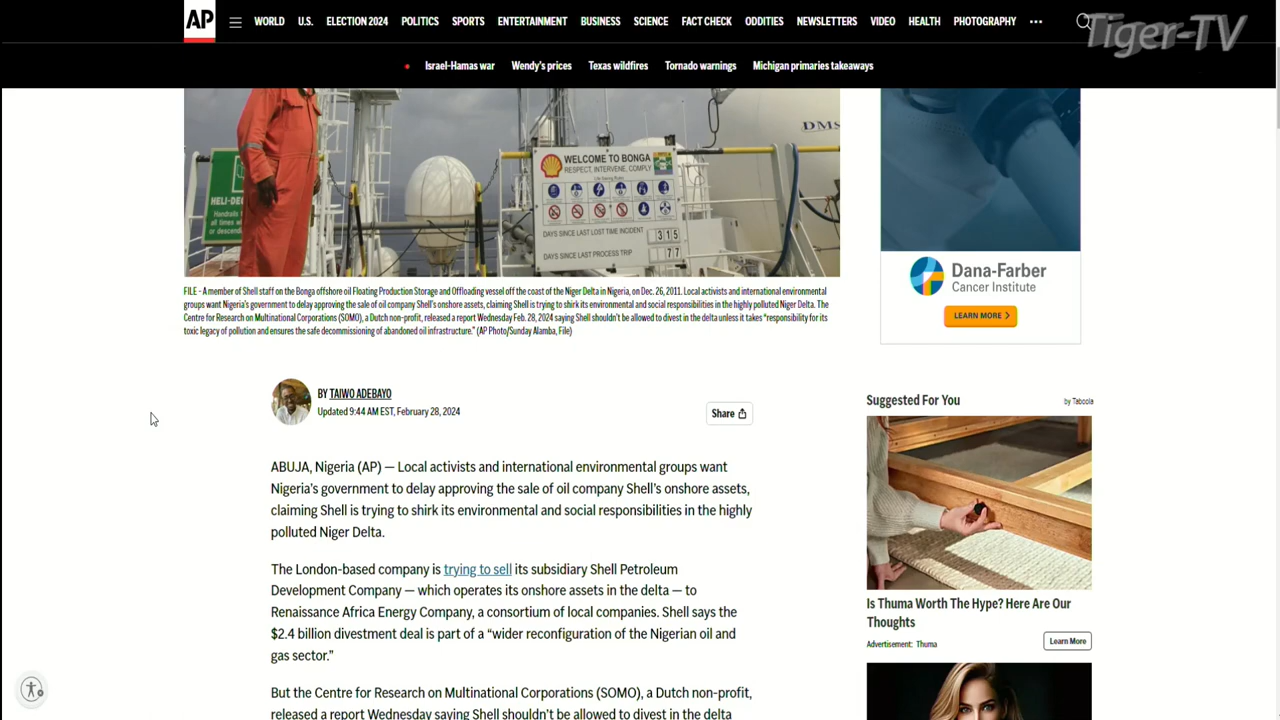 AP
WORLD U.S. ELECTION 2024 POLITICS SPORTS ENTERTAINMENT BUSINESS SCIENCE FACT CHECK ODDITIES NEWSLETTERS VIDEO HEALTH PHOTOGRAPHY ···
Tiger-TV
Israel-Hamas war Wendy's prices Texas wildfires Tornado warnings Michigan primaries takeaways
DMS
WELCOME TO BONGA
RESPECT, INTERVENE, COMPLY
HELI-DEC
Handrails
all times w
or descend
DAYS SINCE LAST LOST TIME INCIDENT 315
DAYS SINCE LAST PROCESS TRIP 77
FILE - A member of Shell staff on the Bonga offshore oil Floating Production Storage and Offloading vessel off the coast of the Niger Delta in Nigeria, on Dec. 26, 2011. Local activists and international environmental
groups want Nigeria's government to delay approving the sale of oil company Shell's onshore assets, claiming Shell is trying to shirk its environmental and social responsibilities in the highly polluted Niger Delta. The
Centre for Research on Multinational Corporations (SOMO), a Dutch non-profit, released a report Wednesday Feb. 28, 2024 saying Shell shouldn't be allowed to divest in the delta unless it takes "responsibility for its
toxic legacy of pollution and ensures the safe decommissioning of abandoned oil infrastructure." (AP Photo/Sunday Alamba, File)
BY TAIWO ADEBAYO
Updated 9:44 AM EST, February 28, 2024
Share
ABUJA, Nigeria (AP) — Local activists and international environmental groups want
Nigeria's government to delay approving the sale of oil company Shell's onshore assets,
claiming Shell is trying to shirk its environmental and social responsibilities in the highly
polluted Niger Delta.
The London-based company is trying to sell its subsidiary Shell Petroleum
Development Company — which operates its onshore assets in the delta — to
Renaissance Africa Energy Company, a consortium of local companies. Shell says the
$2.4 billion divestment deal is part of a "wider reconfiguration of the Nigerian oil and
gas sector."
But the Centre for Research on Multinational Corporations (SOMO), a Dutch non-profit,
released a report Wednesday saying Shell shouldn't be allowed to divest in the delta
Dana-Farber
Cancer Institute
LEARN MORE
Suggested For You
by Taboola
Is Thuma Worth The Hype? Here Are Our
Thoughts
Advertisement: Thuma
Learn More